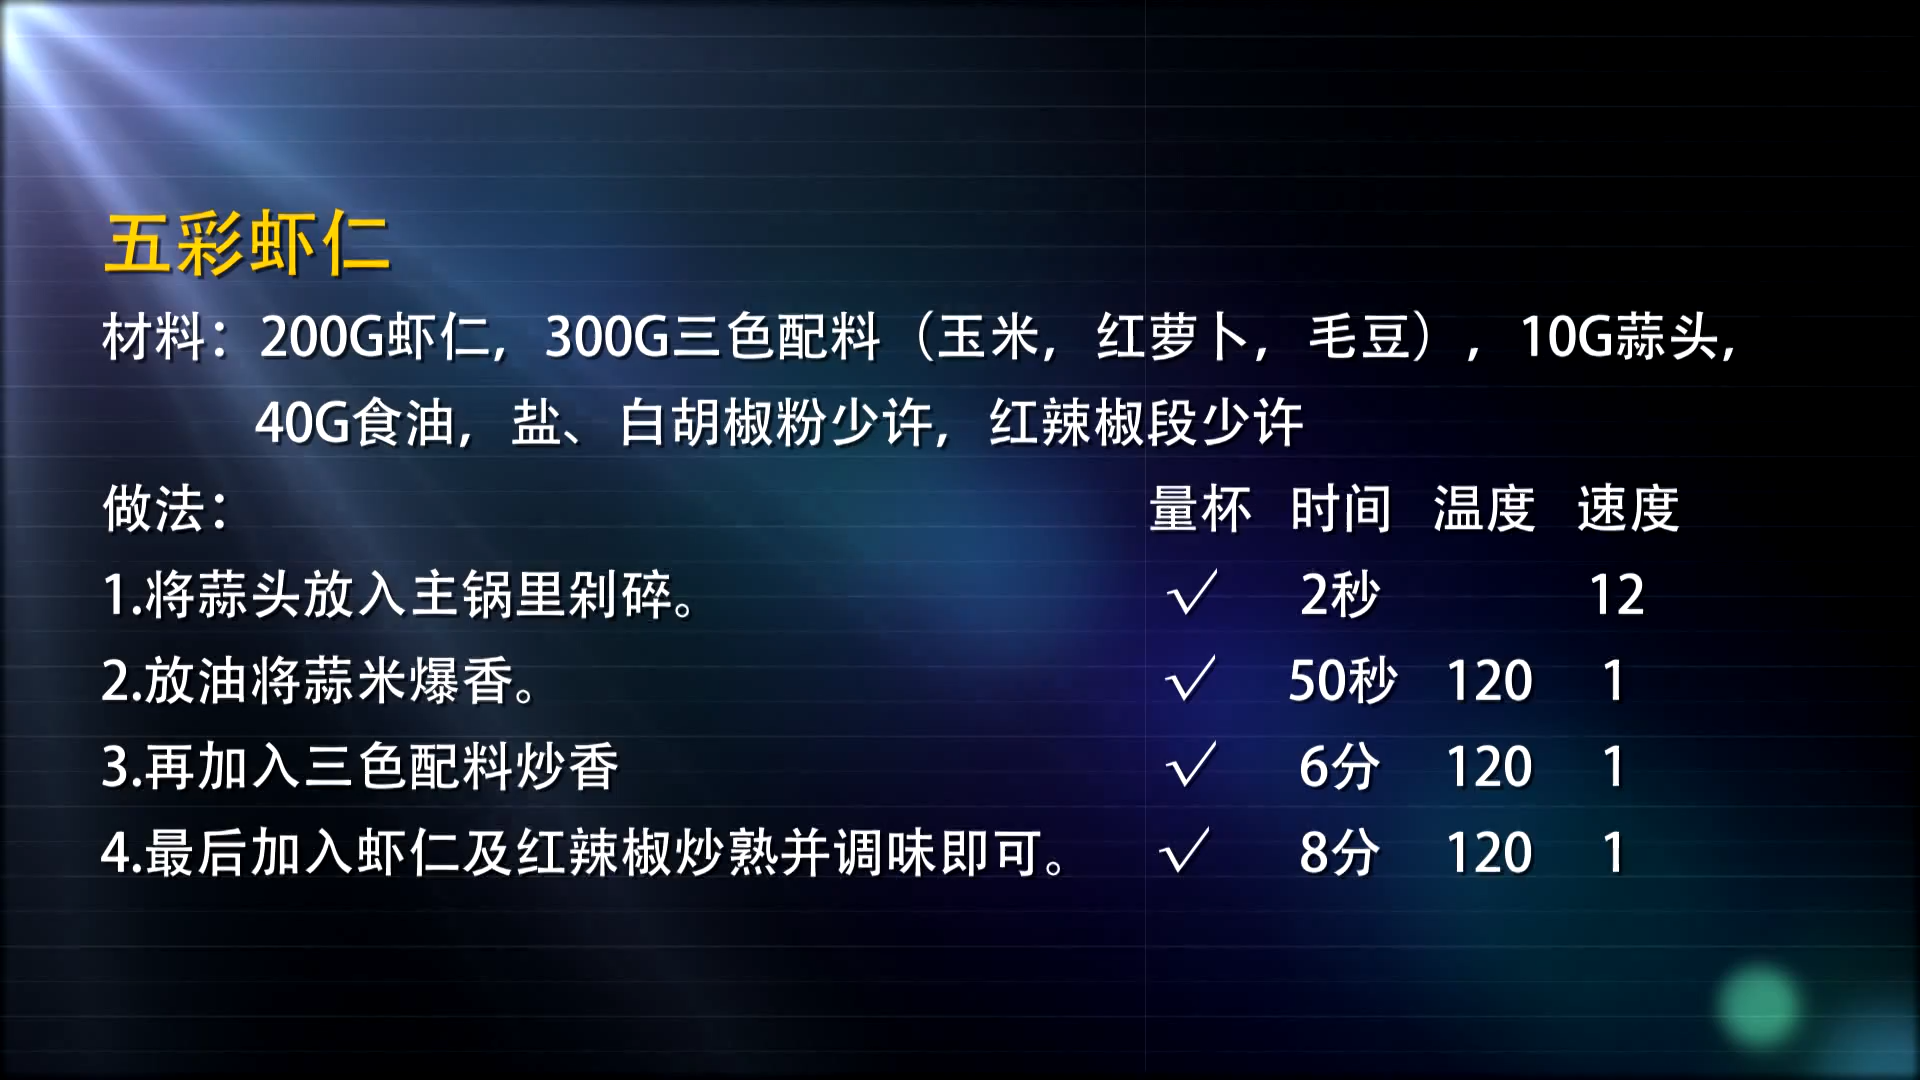 五彩虾仁
材料：200G虾仁，300G三色配料（玉米，红萝卜，毛豆），10G蒜头，
40G食油，盐、白胡椒粉少许，红辣椒段少许
做法： 量杯 时间 温度 速度
1.将蒜头放入主锅里剁碎。 √ 2秒 12
2.放油将蒜米爆香。 √ 50秒 120 1
3.再加入三色配料炒香 √ 6分 120 1
4.最后加入虾仁及红辣椒炒熟并调味即可。 √ 8分 120 1